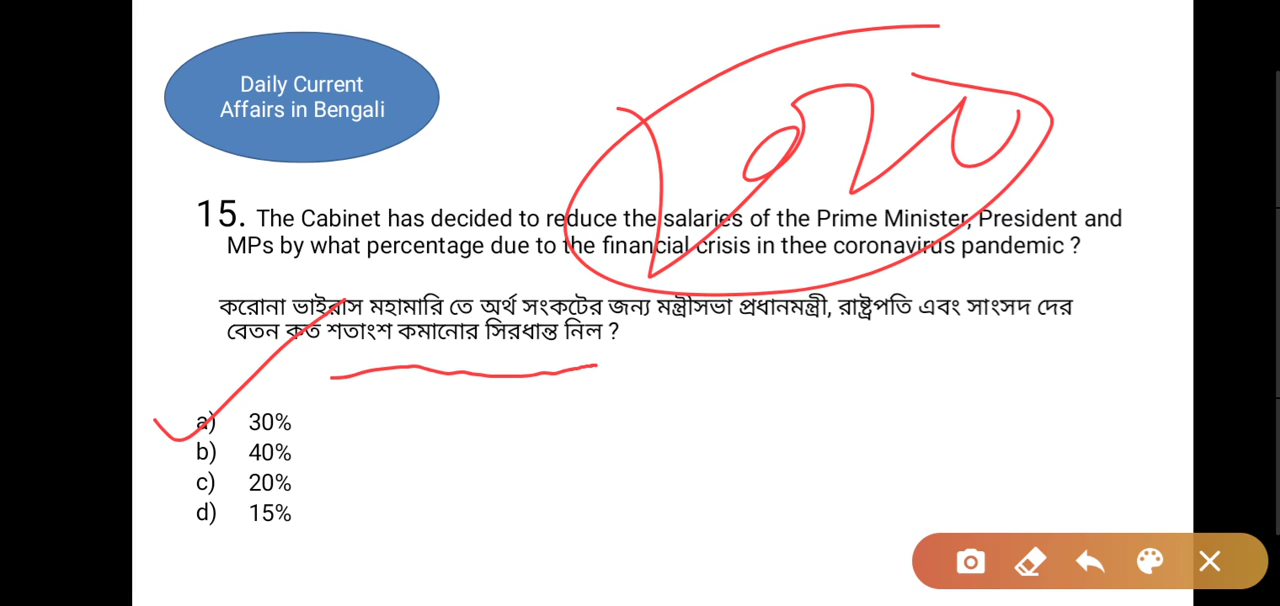 Daily Current
Affairs in Bengali
15. The Cabinet has decided to reduce the salaries of the Prime Minister, President and
MPs by what percentage due to the financial crisis in thee coronavirus pandemic ?
করোনা ভাইরাস মহামারি তে অর্থ সংকটের জন্য মন্ত্রীসভা প্রধানমন্ত্রী, রাষ্ট্রপতি এবং সাংসদ দের
বেতন কত শতাংশ কমানোর সিরধান্ত নিল ?
a) 30%
b) 40%
c) 20%
d) 15%